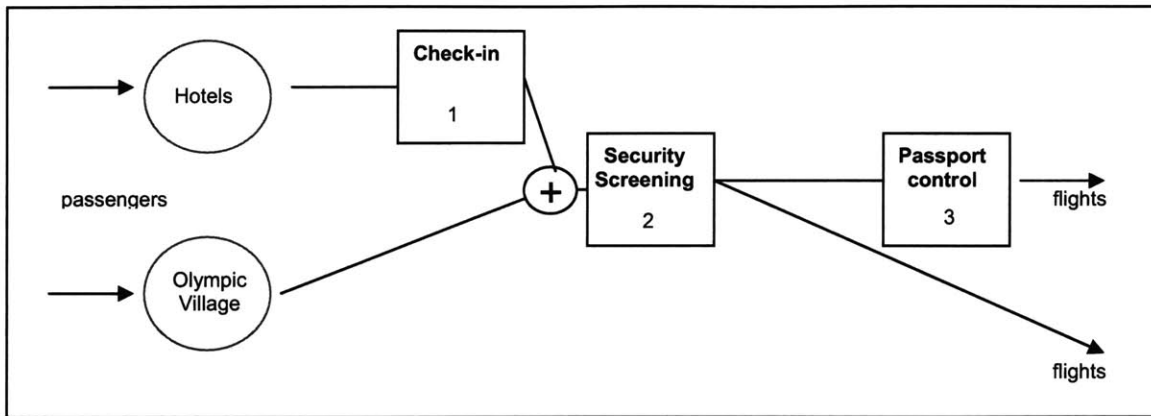 Check-in
1
Hotels
+
Security
Screening
2
Passport
control
3
flights
passengers
Olympic
Village
flights